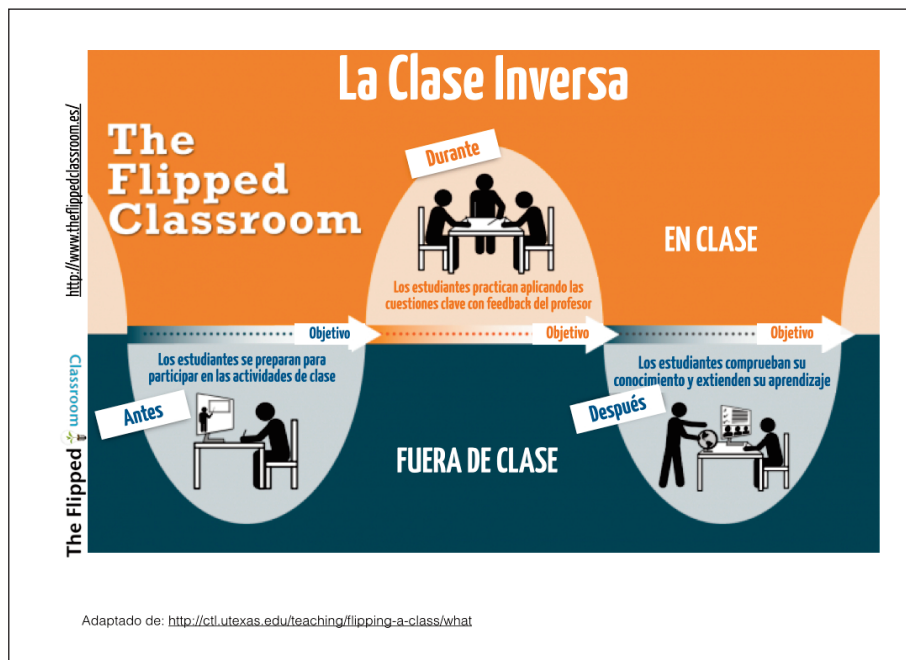 La Clase Inversa
The
Flipped
Classroom
http://www.theflippedclassroom.es/
Durante
EN CLASE
Los estudiantes practican aplicando las
cuestiones clave con feedback del profesor
Objetivo
Objetivo
Objetivo
Los estudiantes se preparan para
participar en las actividades de clase
Antes
Los estudiantes comprueban su
conocimiento y extienden su aprendizaje
Después
FUERA DE CLASE
The Flipped Classroom
Adaptado de: http://ctl.utexas.edu/teaching/flipping-a-class/what